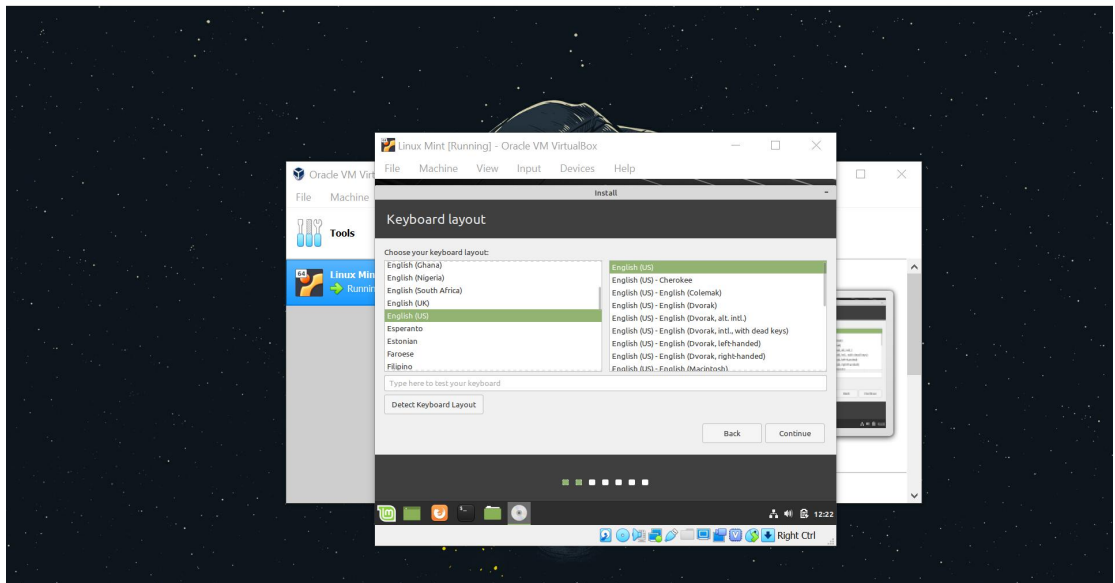 Linux Mint [Running] - Oracle VM VirtualBox
File Machine View Input Devices Help
Oracle VM Virt
File Machine
Tools
64
Linux Min
Runnin
Install
Keyboard layout
Choose your keyboard layout:
English (Ghana)
English (Nigeria)
English (South Africa)
English (UK)
English (US)
Esperanto
Estonian
Faroese
Filipino
English (US)
English (US) - Cherokee
English (US) - English (Colemak)
English (US) - English (Dvorak)
English (US) - English (Dvorak, alt. intl.)
English (US) - English (Dvorak, intl., with dead keys)
English (US) - English (Dvorak, left-handed)
English (US) - English (Dvorak, right-handed)
English (US) - English (Macintosh)
Type here to test your keyboard
Detect Keyboard Layout
Back Continue
12:22
Right Ctrl